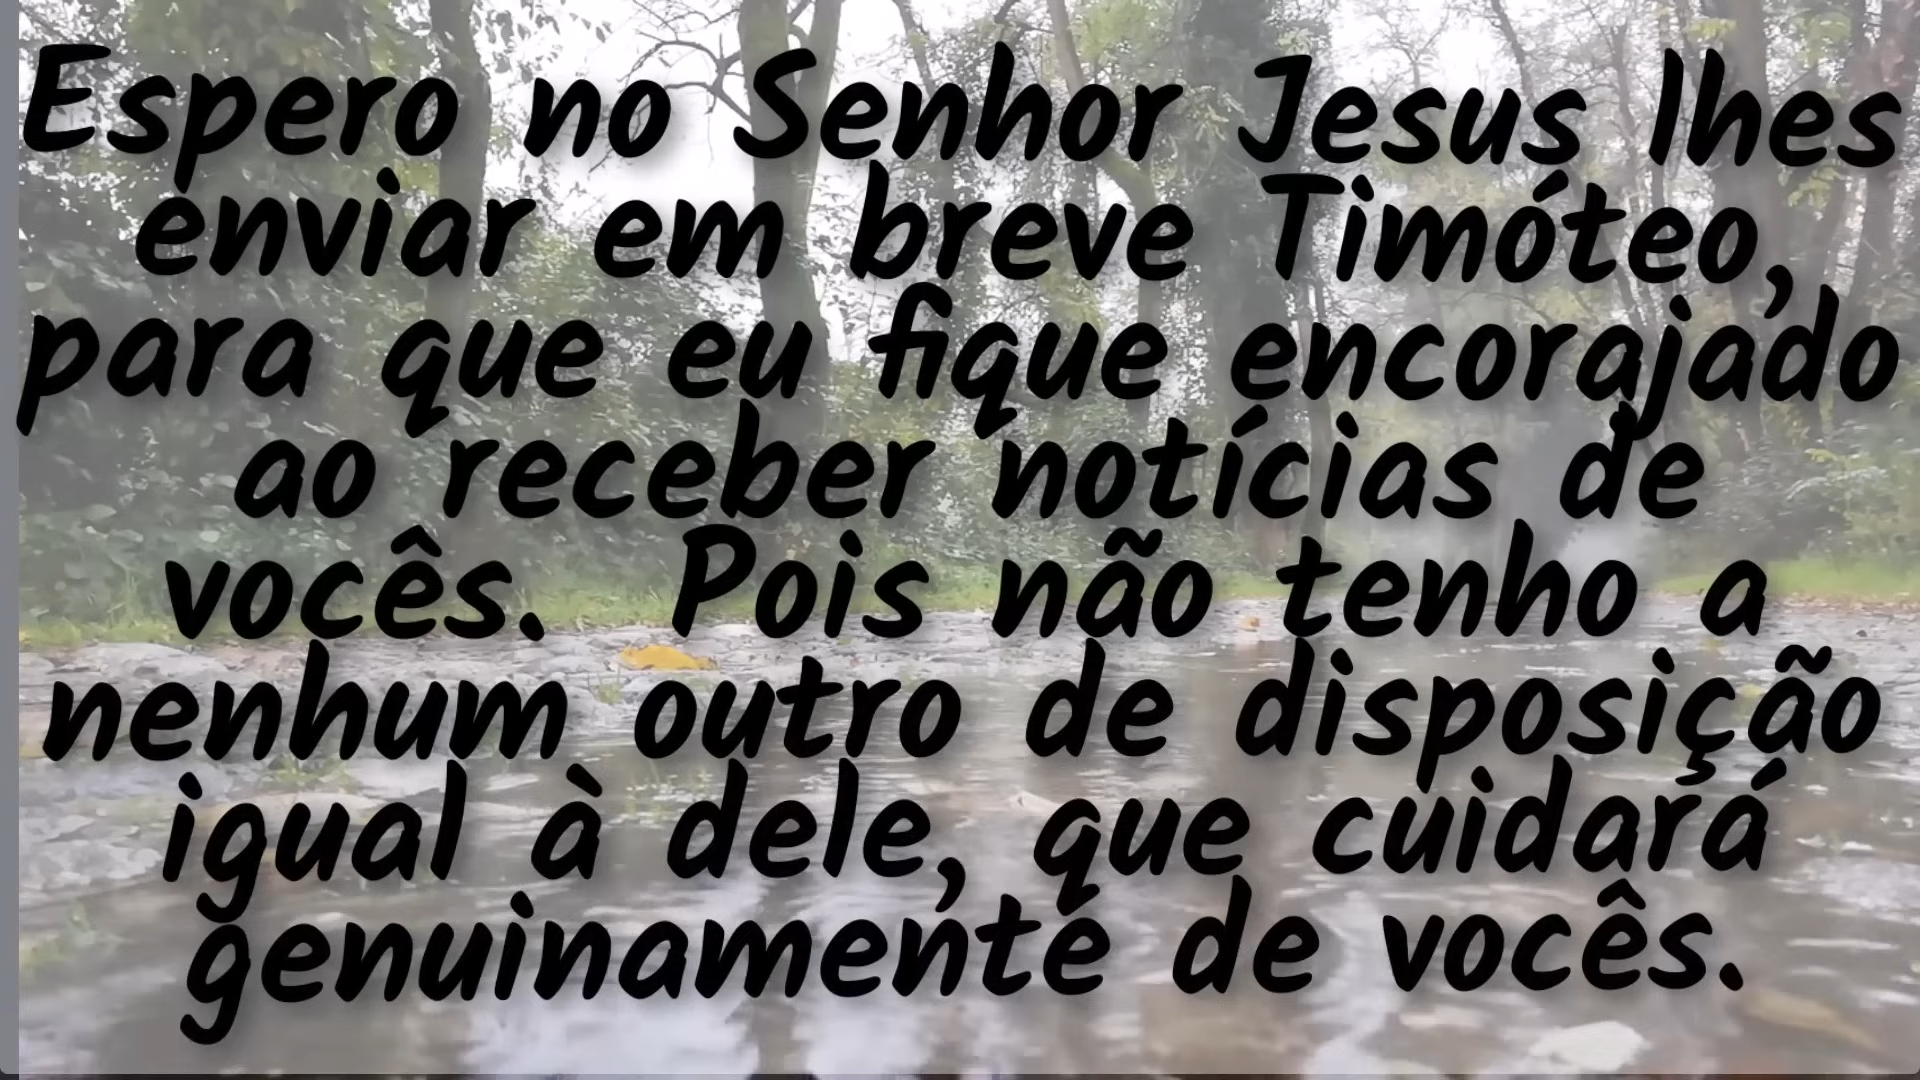 Espero no Senhor Jesus lhes
enviar em breve Timóteo,
para que eu fique encorajado
ao receber notícias de
vocês. Pois não tenho a
nenhum outro de disposição
igual à dele, que cuidará
genuinamente de vocês.